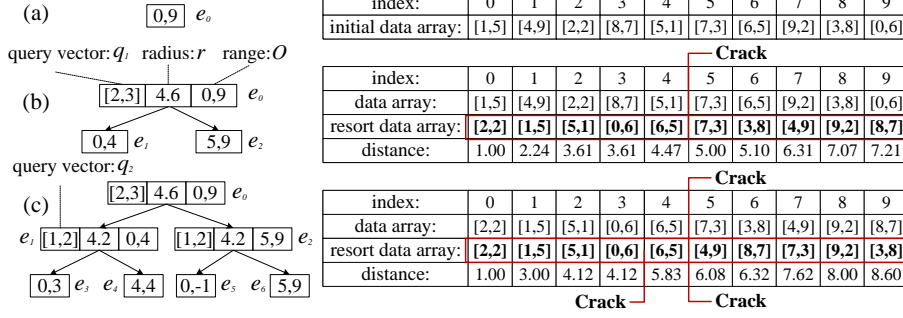 (a) 0,9 e₀
query vector: q₁ radius: r range: O
(b) [2,3] 4.6 0,9 e₀
0,4 e₁ 5,9 e₂
query vector: q₂
(c) [2,3] 4.6 0,9 e₀
e₁ [1,2] 4.2 0,4 [1,2] 4.2 5,9 e₂
0,3 e₃ e₄ 4,4 0,-1 e₅ e₆ 5,9
index: 0 1 2 3 4 5 6 7 8 9
initial data array: [1,5] [4,9] [2,2] [8,7] [5,1] [7,3] [6,5] [9,2] [3,8] [0,6]
Crack
index: 0 1 2 3 4 5 6 7 8 9
data array: [1,5] [4,9] [2,2] [8,7] [5,1] [7,3] [6,5] [9,2] [3,8] [0,6]
resort data array: [2,2] [1,5] [5,1] [0,6] [6,5] [7,3] [3,8] [4,9] [9,2] [8,7]
distance: 1.00 2.24 3.61 3.61 4.47 5.00 5.10 6.31 7.07 7.21
Crack
index: 0 1 2 3 4 5 6 7 8 9
data array: [2,2] [1,5] [5,1] [0,6] [6,5] [7,3] [3,8] [4,9] [9,2] [8,7]
resort data array: [2,2] [1,5] [5,1] [0,6] [6,5] [4,9] [8,7] [7,3] [9,2] [3,8]
distance: 1.00 3.00 4.12 4.12 5.83 6.08 6.32 7.62 8.00 8.60
Crack Crack